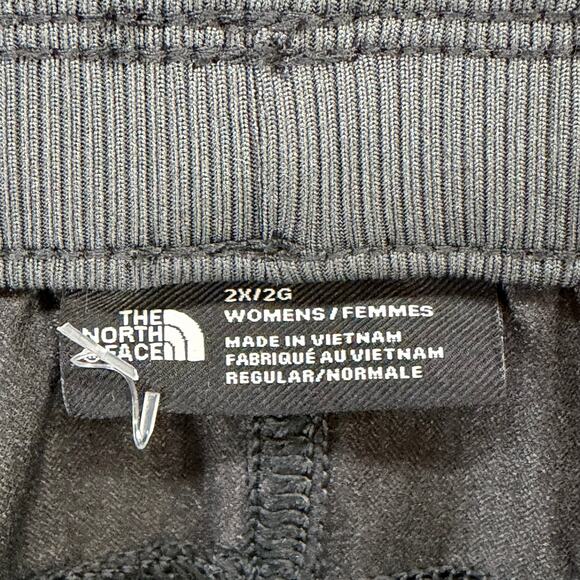 THE
NORTH
FACE
2X/2G
WOMENS/FEMMES
MADE IN VIETNAM
FABRIQUÉ AU VIETNAM
REGULAR/NORMALE